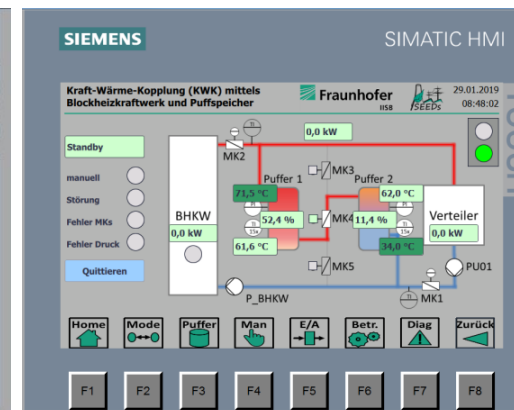 SIEMENS
SIMATIC HMI
Kraft-Wärme-Kopplung (KWK) mittels
Blockheizkraftwerk und Puffspeicher
Fraunhofer
IISB
SEEDs
29.01.2019
08:48:02
Standby
manuell
Störung
Fehler MKs
Fehler Druck
Quittieren
0,0 kW
MK2
MK3
Puffer 1
Puffer 2
71,5 °C
62,0 °C
BHKW
0,0 kW
52,4 %
MK4
11,4 %
Verteiler
0,0 kW
61,6 °C
34,0 °C
MK5
PU01
P_BHKW
MK1
Home
Mode
Puffer
Man
E/A
Betr.
Diag
Zurück
F1
F2
F3
F4
F5
F6
F7
F8